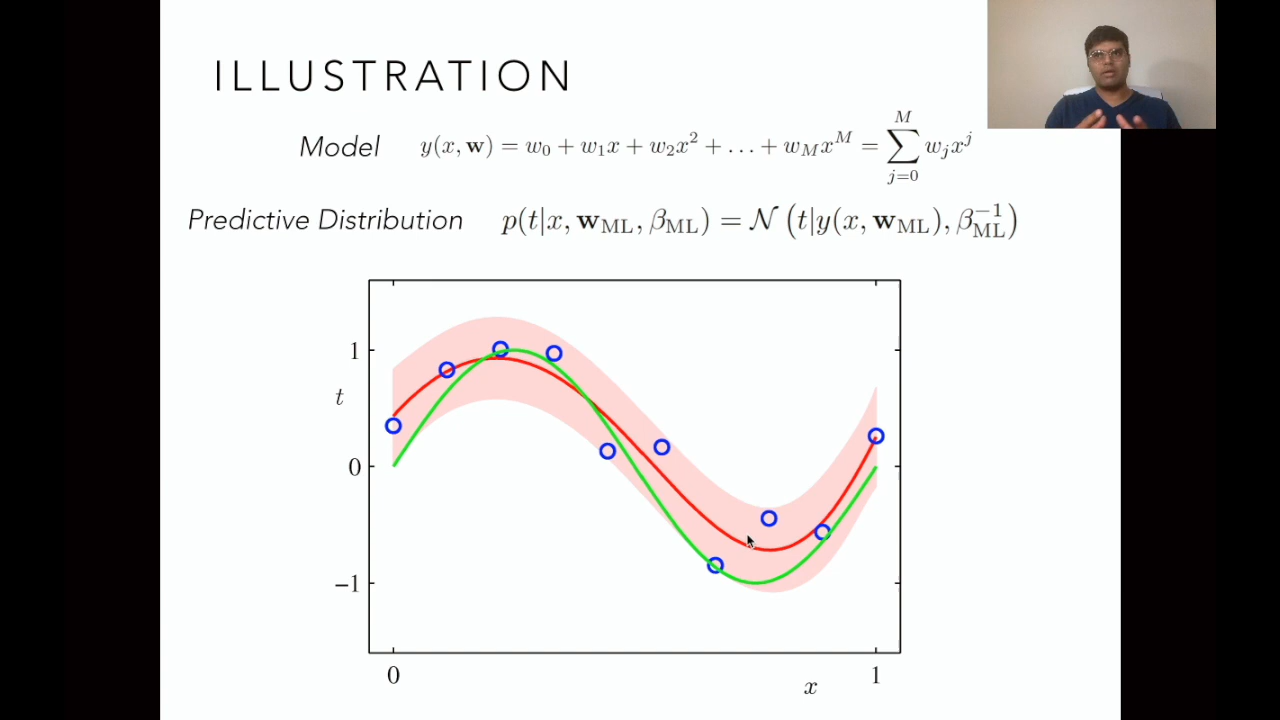 ILLUSTRATION
Model y(x, w) = w₀ + w₁x + w₂x² + … + w_M x^M = ∑_{j=0}^{M} w_j x^j
Predictive Distribution p(t|x, w_ML, β_ML) = 𝒩 (t|y(x, w_ML), β_ML^{−1})
1
t
0
−1
0 1
x